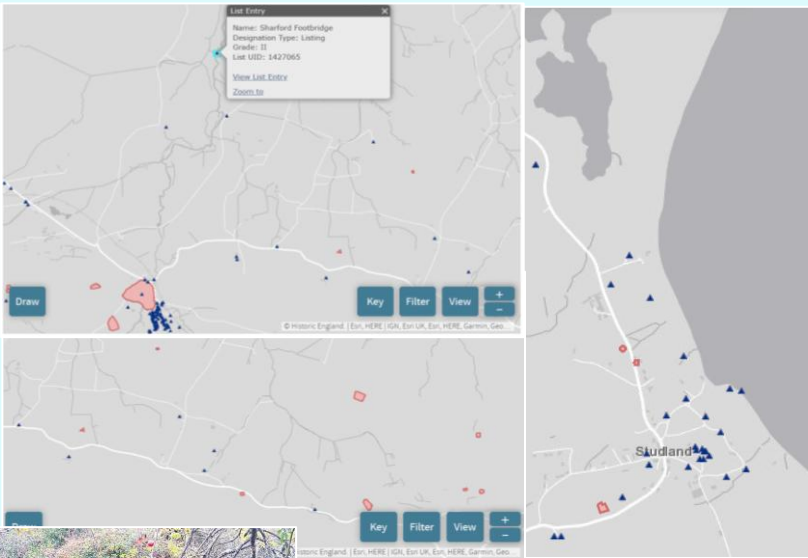 List Entry ×
Name: Sharford Footbridge
Designation Type: Listing
Grade: II
List UID: 1427065
View List Entry
Zoom to
Draw
Key
Filter
View
+
−
© Historic England. | Esri, HERE | IGN, Esri UK, Esri, HERE, Garmin, Geo...
Key
Filter
View
+
−
Historic England. | Esri, HERE | IGN, Esri UK, Esri, HERE, Garmin, Geo...
Studland